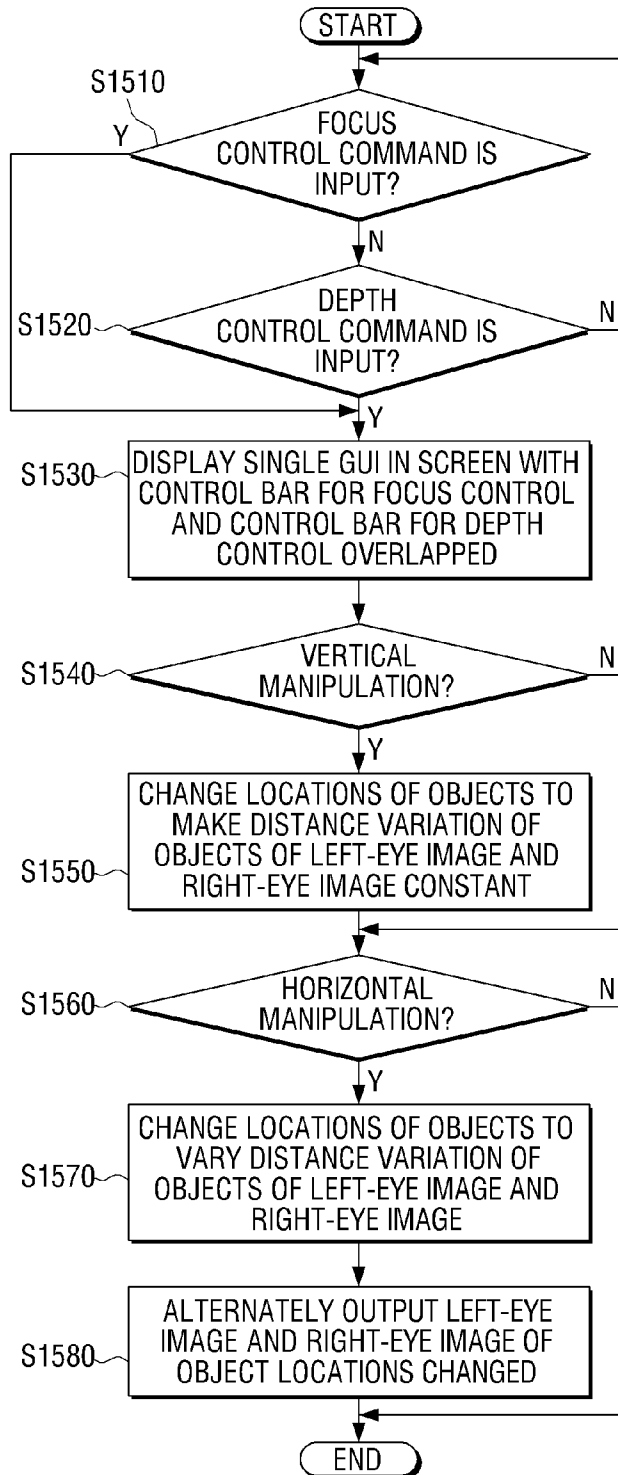 START
S1510
Y
FOCUS
CONTROL COMMAND IS
INPUT?
N
S1520
DEPTH
CONTROL COMMAND IS
INPUT?
N
Y
S1530
DISPLAY SINGLE GUI IN SCREEN WITH
CONTROL BAR FOR FOCUS CONTROL
AND CONTROL BAR FOR DEPTH
CONTROL OVERLAPPED
S1540
VERTICAL
MANIPULATION?
N
Y
S1550
CHANGE LOCATIONS OF OBJECTS TO
MAKE DISTANCE VARIATION OF
OBJECTS OF LEFT-EYE IMAGE AND
RIGHT-EYE IMAGE CONSTANT
S1560
HORIZONTAL
MANIPULATION?
N
Y
S1570
CHANGE LOCATIONS OF OBJECTS TO
VARY DISTANCE VARIATION OF
OBJECTS OF LEFT-EYE IMAGE AND
RIGHT-EYE IMAGE
S1580
ALTERNATELY OUTPUT LEFT-EYE
IMAGE AND RIGHT-EYE IMAGE OF
OBJECT LOCATIONS CHANGED
END